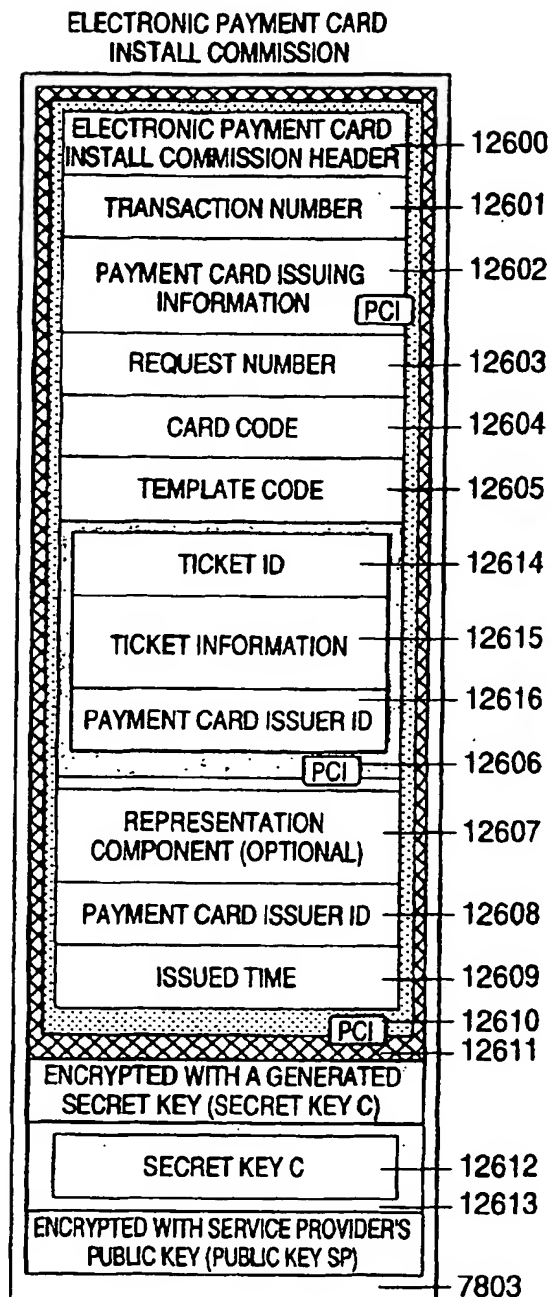 ELECTRONIC PAYMENT CARD
INSTALL COMMISSION
ELECTRONIC PAYMENT CARD
INSTALL COMMISSION HEADER
12600
TRANSACTION NUMBER
12601
PAYMENT CARD ISSUING
INFORMATION
12602
PCI
REQUEST NUMBER
12603
CARD CODE
12604
TEMPLATE CODE
12605
TICKET ID
12614
TICKET INFORMATION
12615
12616
PAYMENT CARD ISSUER ID
PCI
12606
REPRESENTATION
COMPONENT (OPTIONAL)
12607
PAYMENT CARD ISSUER ID
12608
ISSUED TIME
12609
PCI
12610
12611
ENCRYPTED WITH A GENERATED
SECRET KEY (SECRET KEY C)
SECRET KEY C
12612
12613
ENCRYPTED WITH SERVICE PROVIDER'S
PUBLIC KEY (PUBLIC KEY SP)
7803